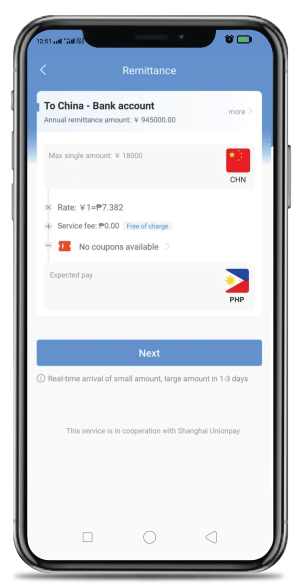 12:51
Remittance
To China - Bank account
Annual remittance amount: ¥ 945000.00
more
Max single amount: ¥ 18000
CHN
Rate: ¥1=₱7.382
Service fee: ₱0.00 Free of charge
No coupons available
Expected pay
PHP
Next
Real-time arrival of small amount, large amount in 1-3 days
This service is in cooperation with Shanghai Unionpay